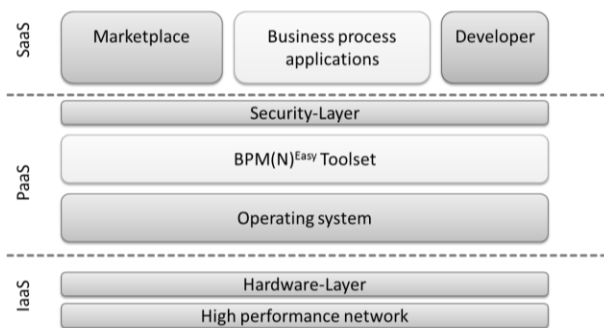 SaaS
Marketplace
Business process
applications
Developer
PaaS
Security-Layer
BPM(N)Easy Toolset
Operating system
IaaS
Hardware-Layer
High performance network